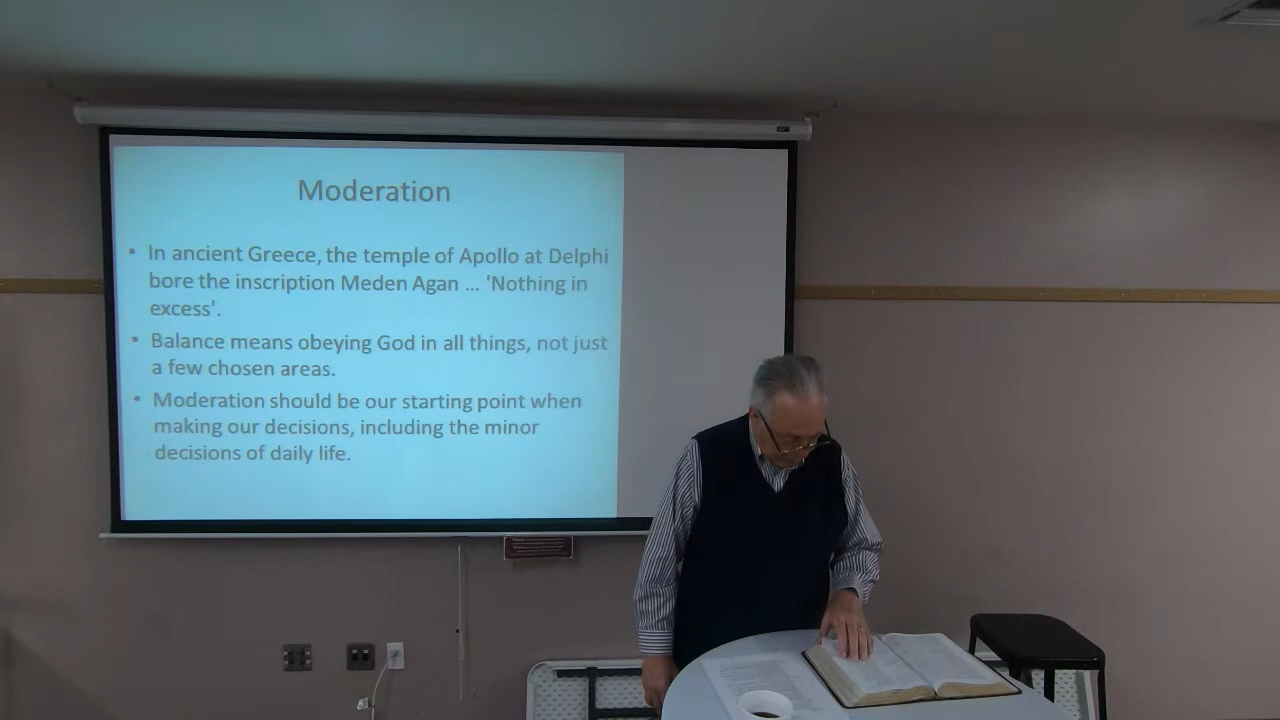 Moderation
• In ancient Greece, the temple of Apollo at Delphi
bore the inscription Meden Agan ... 'Nothing in
excess'.
• Balance means obeying God in all things, not just
a few chosen areas.
• Moderation should be our starting point when
making our decisions, including the minor
decisions of daily life.